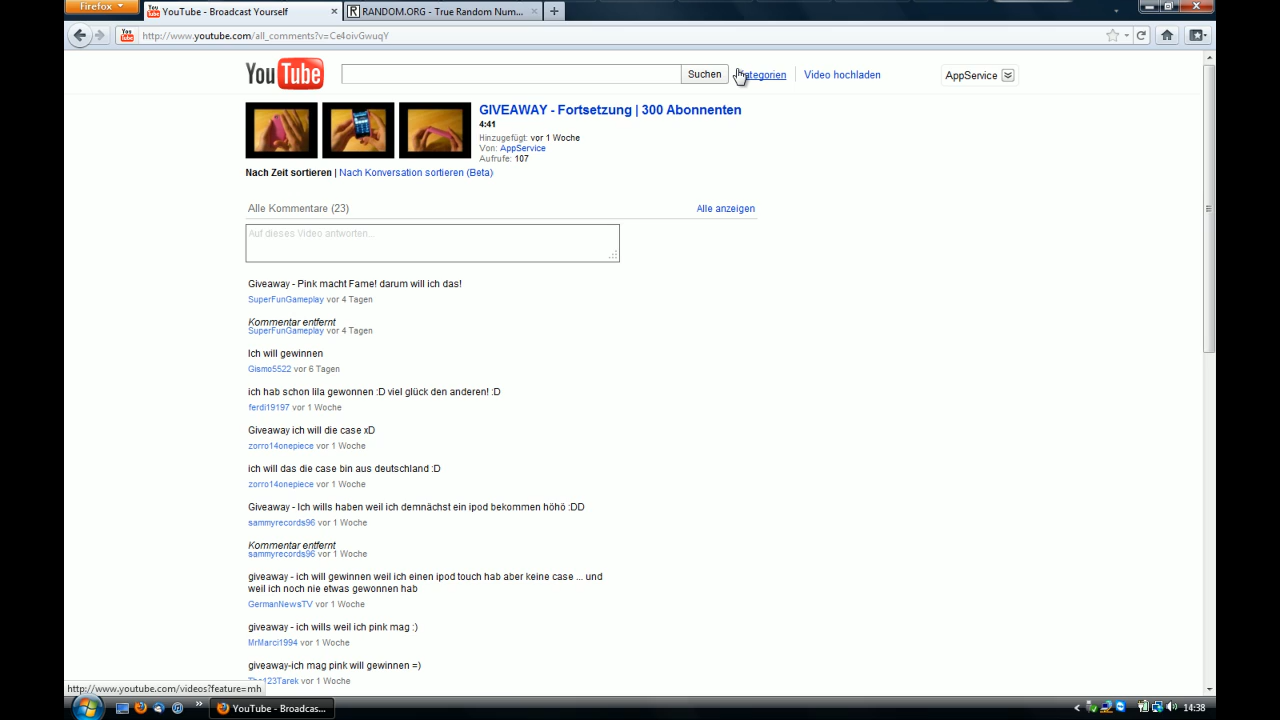 Firefox
YouTube - Broadcast Yourself
RANDOM.ORG - True Random Num...
http://www.youtube.com/all_comments?v=Ce4oivGwuqY
YouTube
Suchen
Kategorien
Video hochladen
AppService
GIVEAWAY - Fortsetzung | 300 Abonnenten
4:41
Hinzugefügt: vor 1 Woche
Von: AppService
Aufrufe: 107
Nach Zeit sortieren | Nach Konversation sortieren (Beta)
Alle Kommentare (23)
Alle anzeigen
Auf dieses Video antworten...
Giveaway - Pink macht Fame! darum will ich das!
SuperFunGameplay vor 4 Tagen
Kommentar entfernt
SuperFunGameplay vor 4 Tagen
Ich will gewinnen
Gismo5522 vor 6 Tagen
ich hab schon lila gewonnen :D viel glück den anderen! :D
ferdi19197 vor 1 Woche
Giveaway ich will die case xD
zorro14onepiece vor 1 Woche
ich will das die case bin aus deutschland :D
zorro14onepiece vor 1 Woche
Giveaway - Ich wills haben weil ich demnächst ein ipod bekommen höhö :DD
sammyrecords96 vor 1 Woche
Kommentar entfernt
sammyrecords96 vor 1 Woche
giveaway - ich will gewinnen weil ich einen ipod touch hab aber keine case ... und
weil ich noch nie etwas gewonnen hab
GermanNewsTV vor 1 Woche
giveaway - ich wills weil ich pink mag :)
MrMarci1994 vor 1 Woche
giveaway-ich mag pink will gewinnen =)
The123Tarek vor 1 Woche
http://www.youtube.com/videos?feature=mh
YouTube - Broadcas...
14:38